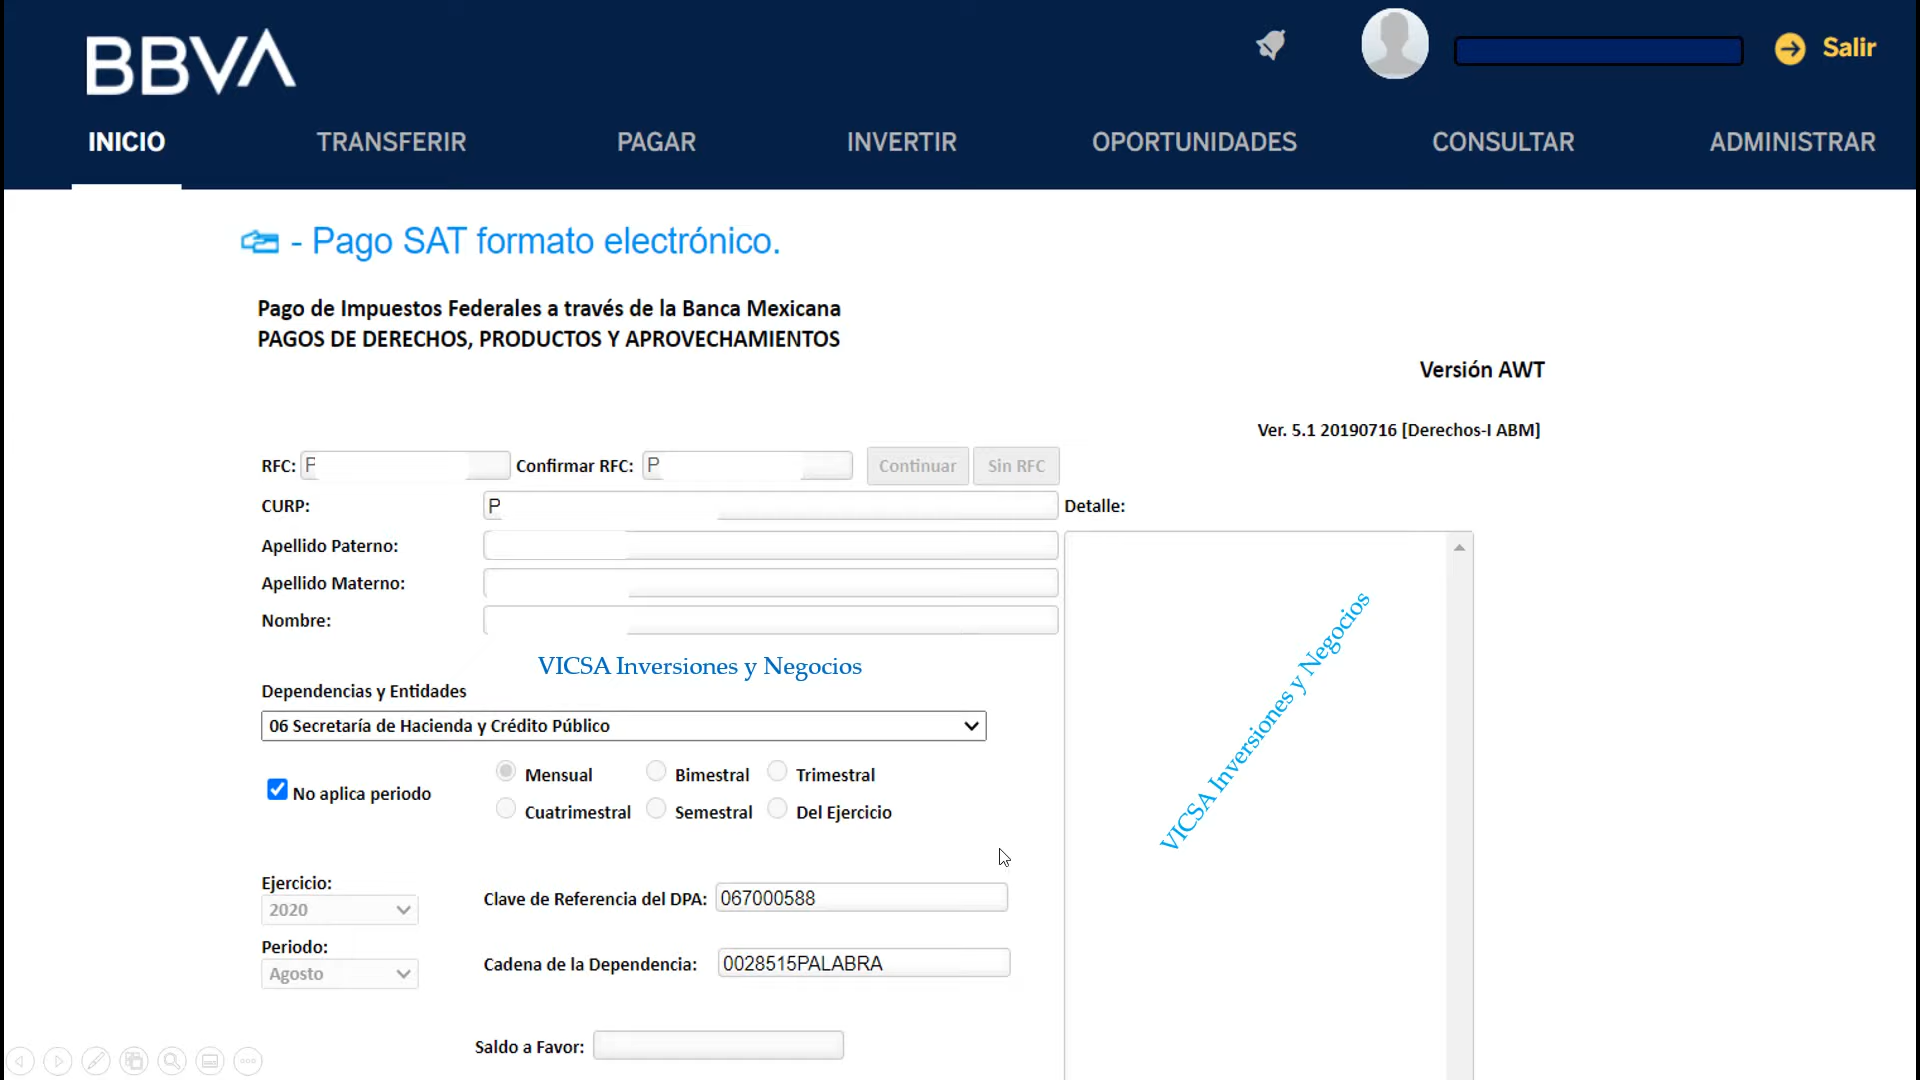 BBVA
Salir
INICIO TRANSFERIR PAGAR INVERTIR OPORTUNIDADES CONSULTAR ADMINISTRAR
- Pago SAT formato electrónico.
Pago de Impuestos Federales a través de la Banca Mexicana
PAGOS DE DERECHOS, PRODUCTOS Y APROVECHAMIENTOS
Versión AWT
Ver. 5.1 20190716 [Derechos-I ABM]
RFC: P Confirmar RFC: P Continuar Sin RFC
CURP: P Detalle:
Apellido Paterno:
Apellido Materno:
Nombre:
VICSA Inversiones y Negocios
VICSA Inversiones y Negocios
Dependencias y Entidades
06 Secretaría de Hacienda y Crédito Público
Mensual Bimestral Trimestral
No aplica periodo
Cuatrimestral Semestral Del Ejercicio
Ejercicio:
2020
Clave de Referencia del DPA: 067000588
Periodo:
Agosto
Cadena de la Dependencia: 0028515PALABRA
Saldo a Favor: